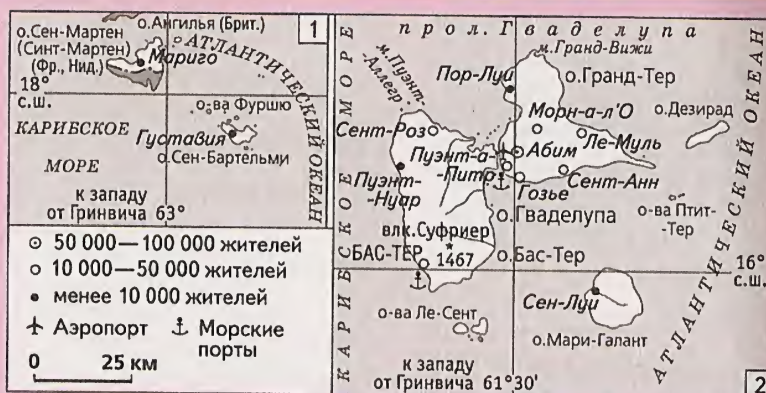 1
о.Сен-Мартен
(Синт-Мартен)
(Фр., Нид.)
о.Ангилья (Брит.)
АТЛАНТИЧЕСКИЙ ОКЕАН
Мариго
18°
с.ш.
о-ва Фуршю
КАРИБСКОЕ
МОРЕ
Густавия
о.Сен-Бартельми
к западу
от Гринвича 63°
50 000—100 000 жителей
10 000—50 000 жителей
менее 10 000 жителей
Аэропорт
Морские
порты
0 25 км
прол. Гваделупа
м.Гранд-Вижи
КАРИБСКОЕ МОРЕ
м.Пуэнт-
Аллегр
Пор-Луи
о.Гранд-Тер
АТЛАНТИЧЕСКИЙ ОКЕАН
Морн-а-л'О
о.Дезирад
Сент-Роз
Ле-Муль
Абим
Пуэнт-а-
Питр
Пуэнт-
Нуар
Гозье
Сент-Анн
о.
Гваделупа
о-ва Птит-
Тер
влк.Суфриер
1467
БАС-ТЕР
о.Бас-Тер
16°
с.ш.
Сен-Луи
о-ва Ле-Сент
о.Мари-Галант
к западу
от Гринвича 61°30'
2